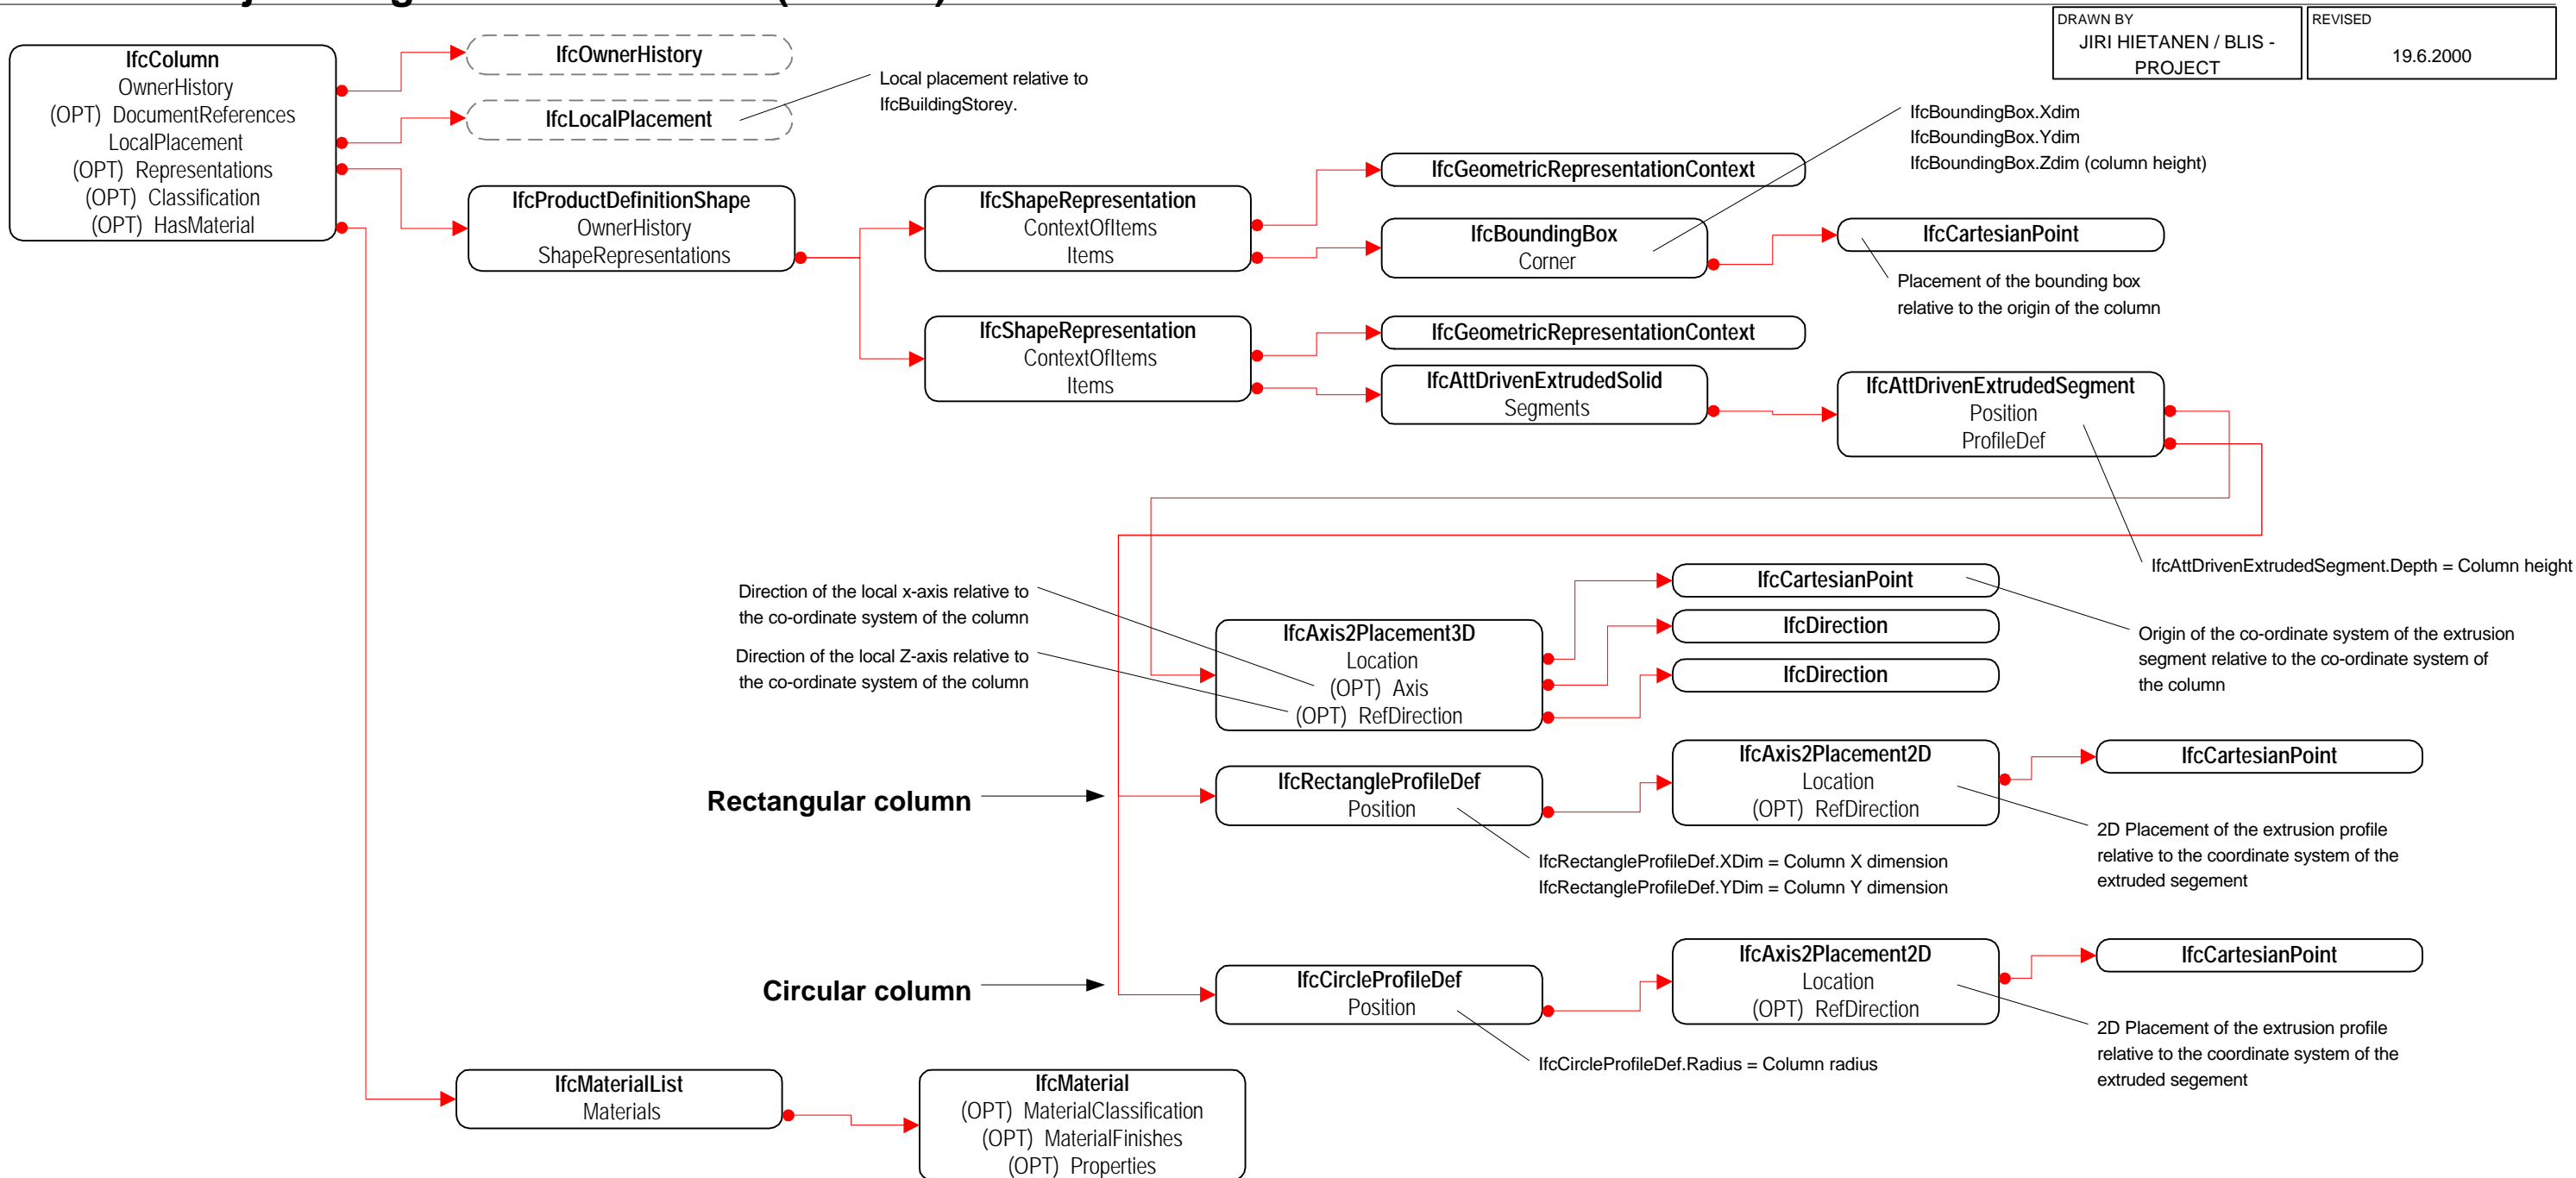 DRAWN BY
JIRI HIETANEN / BLIS -
PROJECT
REVISED
19.6.2000
IfcColumn
OwnerHistory
(OPT) DocumentReferences
LocalPlacement
(OPT) Representations
(OPT) Classification
(OPT) HasMaterial
IfcOwnerHistory
IfcLocalPlacement
Local placement relative to
IfcBuildingStorey.
IfcProductDefinitionShape
OwnerHistory
ShapeRepresentations
IfcShapeRepresentation
ContextOfItems
Items
IfcGeometricRepresentationContext
IfcBoundingBox
Corner
IfcBoundingBox.Xdim
IfcBoundingBox.Ydim
IfcBoundingBox.Zdim (column height)
IfcCartesianPoint
Placement of the bounding box
relative to the origin of the column
IfcShapeRepresentation
ContextOfItems
Items
IfcGeometricRepresentationContext
IfcAttDrivenExtrudedSolid
Segments
IfcAttDrivenExtrudedSegment
Position
ProfileDef
IfcAttDrivenExtrudedSegment.Depth = Column height
Direction of the local x-axis relative to
the co-ordinate system of the column
Direction of the local Z-axis relative to
the co-ordinate system of the column
IfcAxis2Placement3D
Location
(OPT) Axis
(OPT) RefDirection
IfcCartesianPoint
IfcDirection
IfcDirection
Origin of the co-ordinate system of the extrusion
segment relative to the co-ordinate system of
the column
Rectangular column
IfcRectangleProfileDef
Position
IfcAxis2Placement2D
Location
(OPT) RefDirection
IfcCartesianPoint
IfcRectangleProfileDef.XDim = Column X dimension
IfcRectangleProfileDef.YDim = Column Y dimension
2D Placement of the extrusion profile
relative to the coordinate system of the
extruded segement
Circular column
IfcCircleProfileDef
Position
IfcAxis2Placement2D
Location
(OPT) RefDirection
IfcCartesianPoint
IfcCircleProfileDef.Radius = Column radius
2D Placement of the extrusion profile
relative to the coordinate system of the
extruded segement
IfcMaterialList
Materials
IfcMaterial
(OPT) MaterialClassification
(OPT) MaterialFinishes
(OPT) Properties